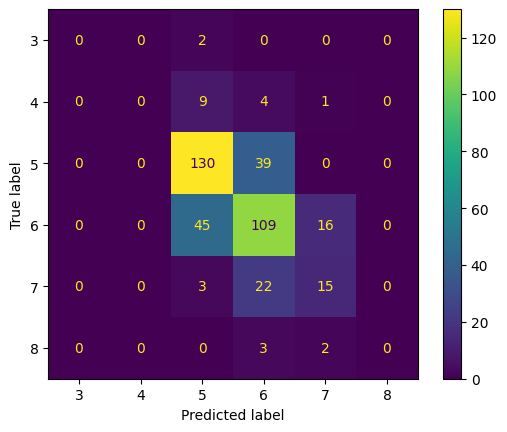 True label
3 0 0 2 0 0 0
4 0 0 9 4 1 0
5 0 0 130 39 0 0
6 0 0 45 109 16 0
7 0 0 3 22 15 0
8 0 0 0 3 2 0
3 4 5 6 7 8
Predicted label
120
100
80
60
40
20
0